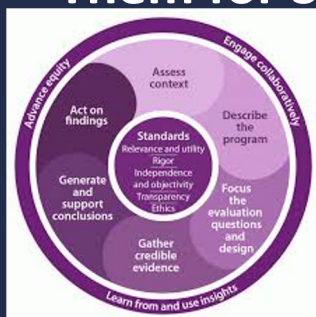 Advance equity
Engage collaboratively
Assess
context
Describe
the
program
Focus
the
evaluation
questions
and
design
Gather
credible
evidence
Generate
and
support
conclusions
Act on
findings
Standards
Relevance and utility
Rigor
Independence
and objectivity
Transparency
Ethics
Learn from and use insights